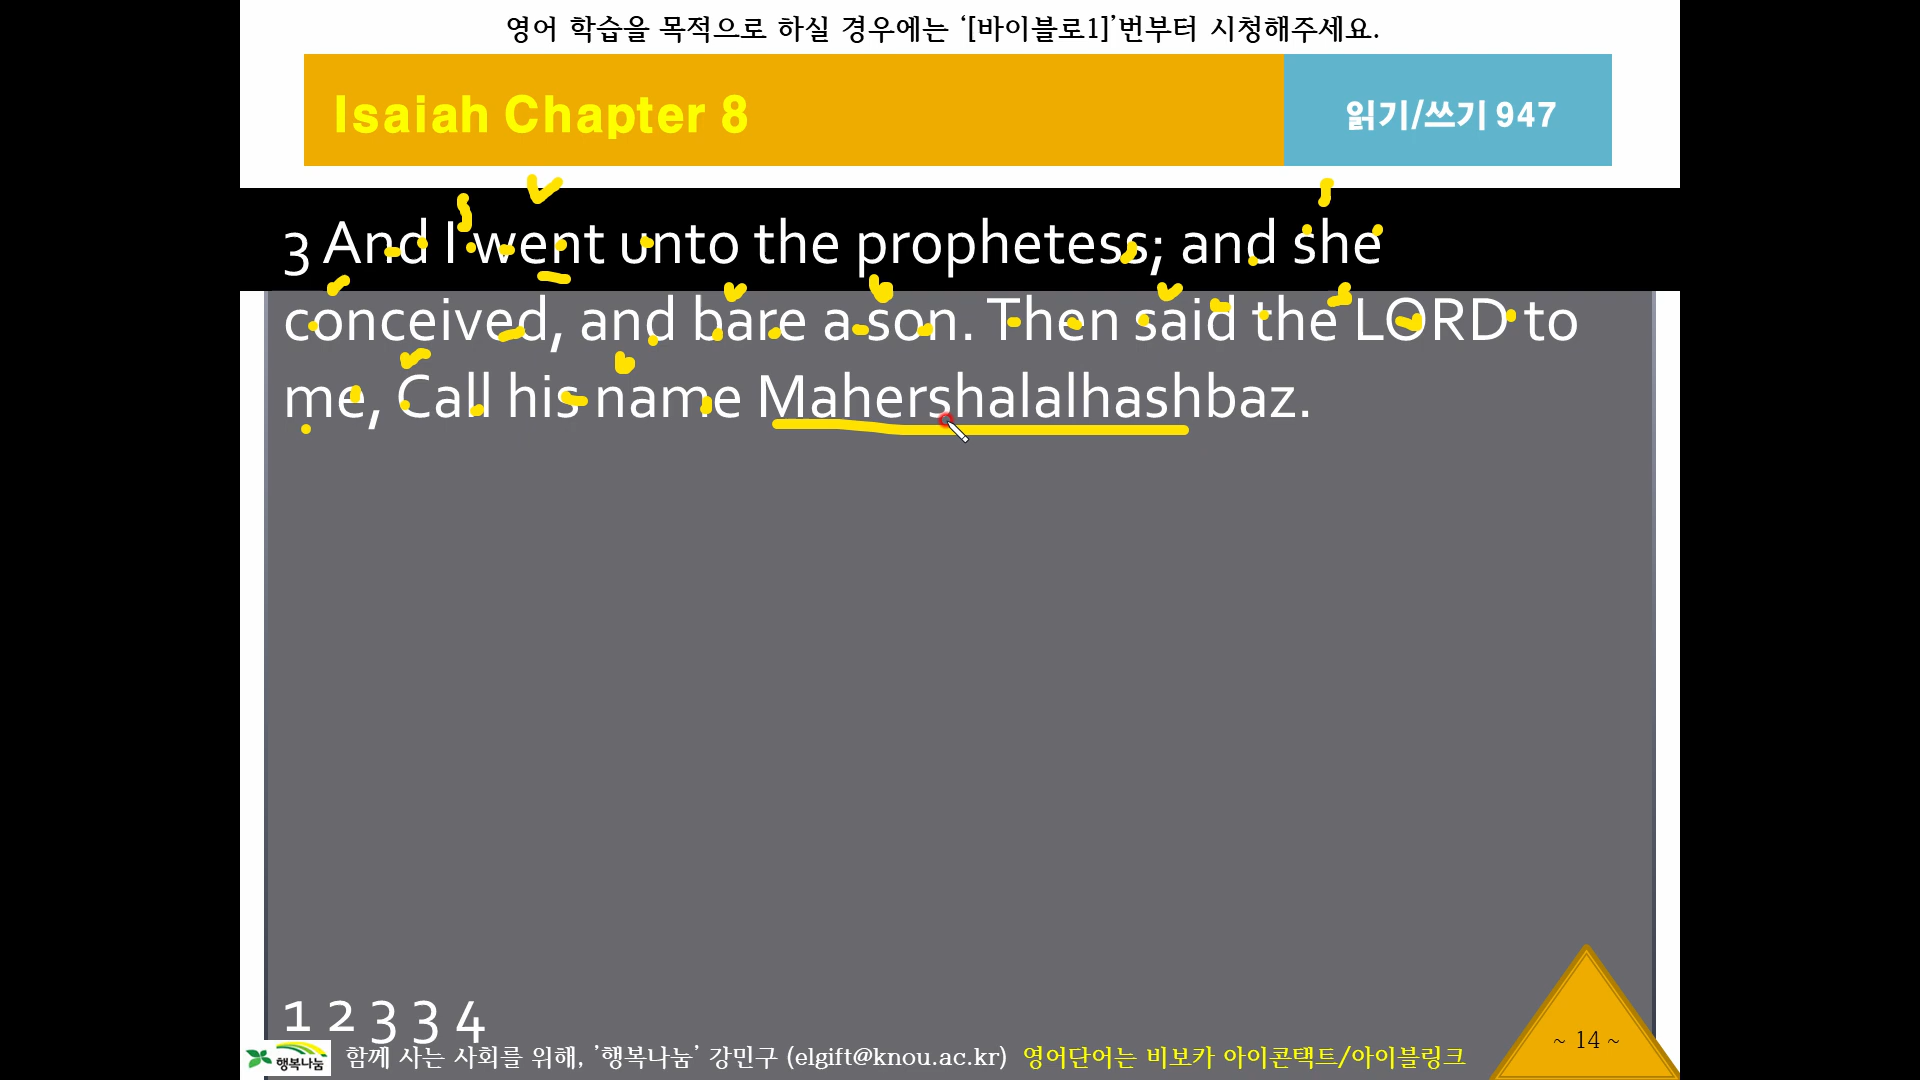 영어 학습을 목적으로 하실 경우에는 ‘[바이블로1]’번부터 시청해주세요.
Isaiah Chapter 8
읽기/쓰기 947
3 And I went unto the prophetess; and she
conceived, and bare a son. Then said the LORD to
me, Call his name Mahershalalhashbaz.
1 2 3 3 4
행복나눔
함께 사는 사회를 위해, ’행복나눔’ 강민구 (elgift@knou.ac.kr) 영어단어는 비보카 아이콘택트/아이블링크
~ 14 ~